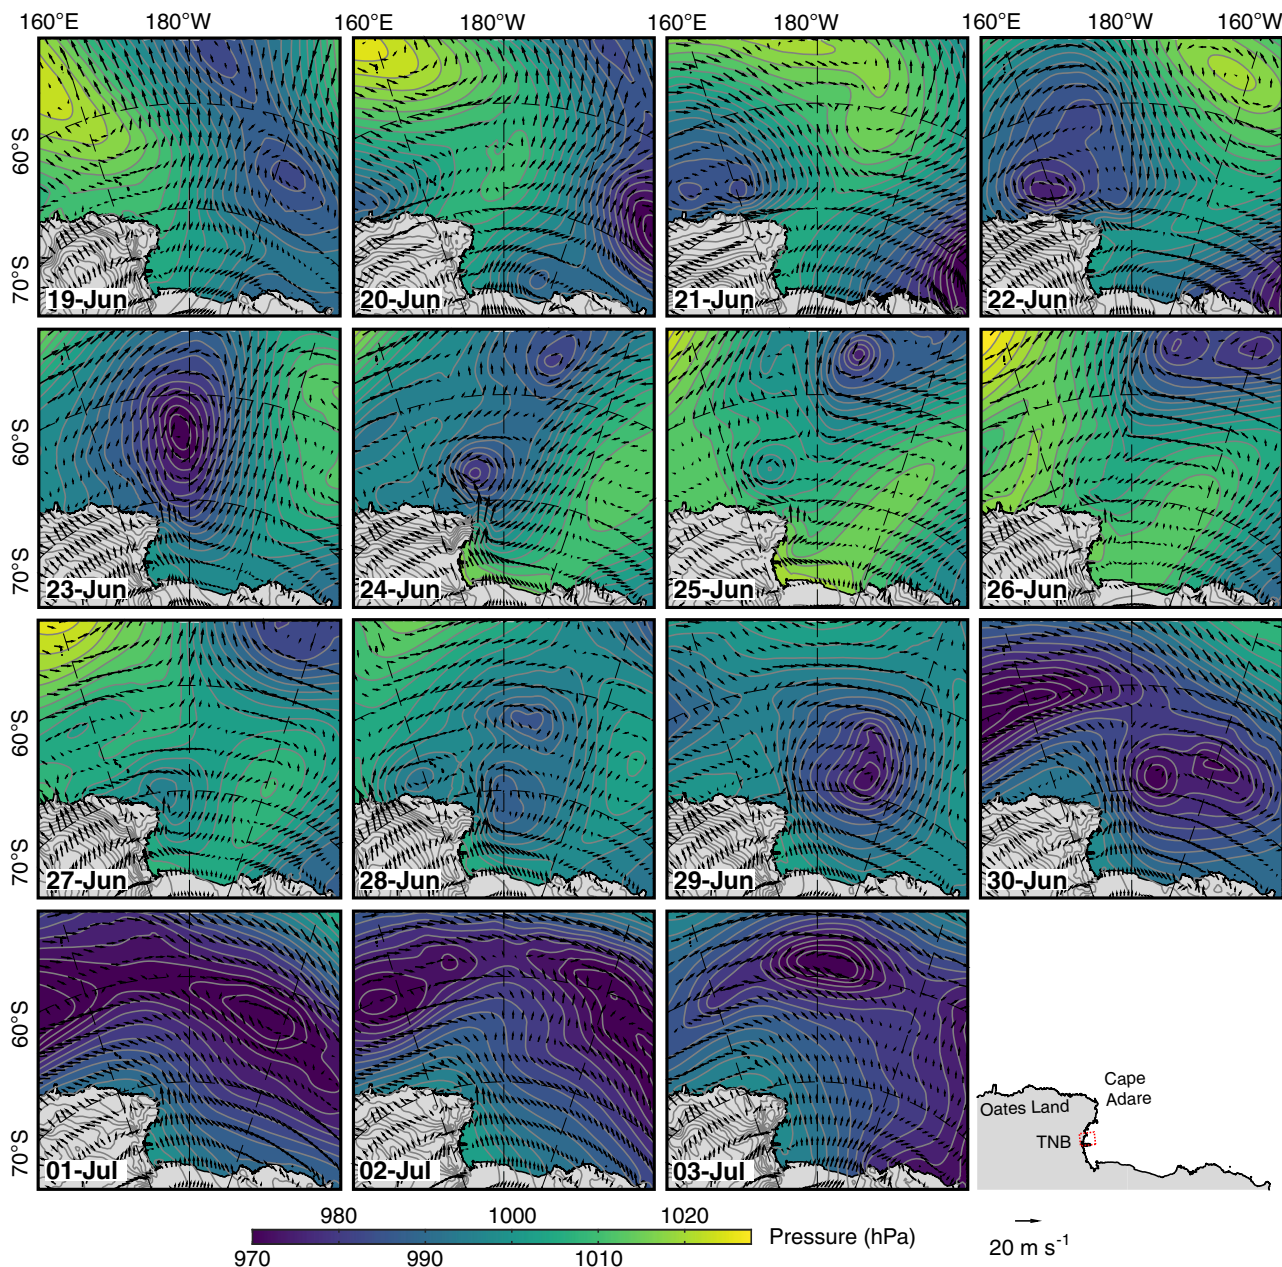 160°E 180°W 160°E 180°W 160°E 180°W 160°E 180°W 160°W
60°S
70°S
19-Jun 20-Jun 21-Jun 22-Jun
60°S
70°S
23-Jun 24-Jun 25-Jun 26-Jun
60°S
70°S
27-Jun 28-Jun 29-Jun 30-Jun
60°S
70°S
01-Jul 02-Jul 03-Jul
Cape
Adare
Oates Land
TNB
980 1000 1020
Pressure (hPa)
970 990 1010
20 m s⁻¹